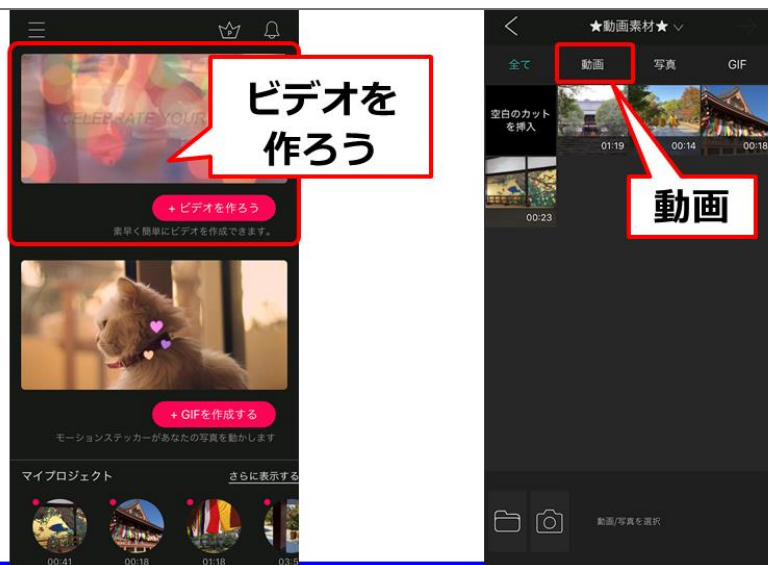 CELEBRATE YOUR
ビデオを
作ろう
+ ビデオを作ろう
素早く簡単にビデオを作成できます。
+ GIFを作成する
モーションステッカーがあなたの写真を動かします
マイプロジェクト
さらに表示する
00:41
00:18
01:18
03:5
★動画素材★
全て
動画
写真
GIF
空白のカット
を挿入
01:19
00:14
00:18
00:23
動画
動画/写真を選択